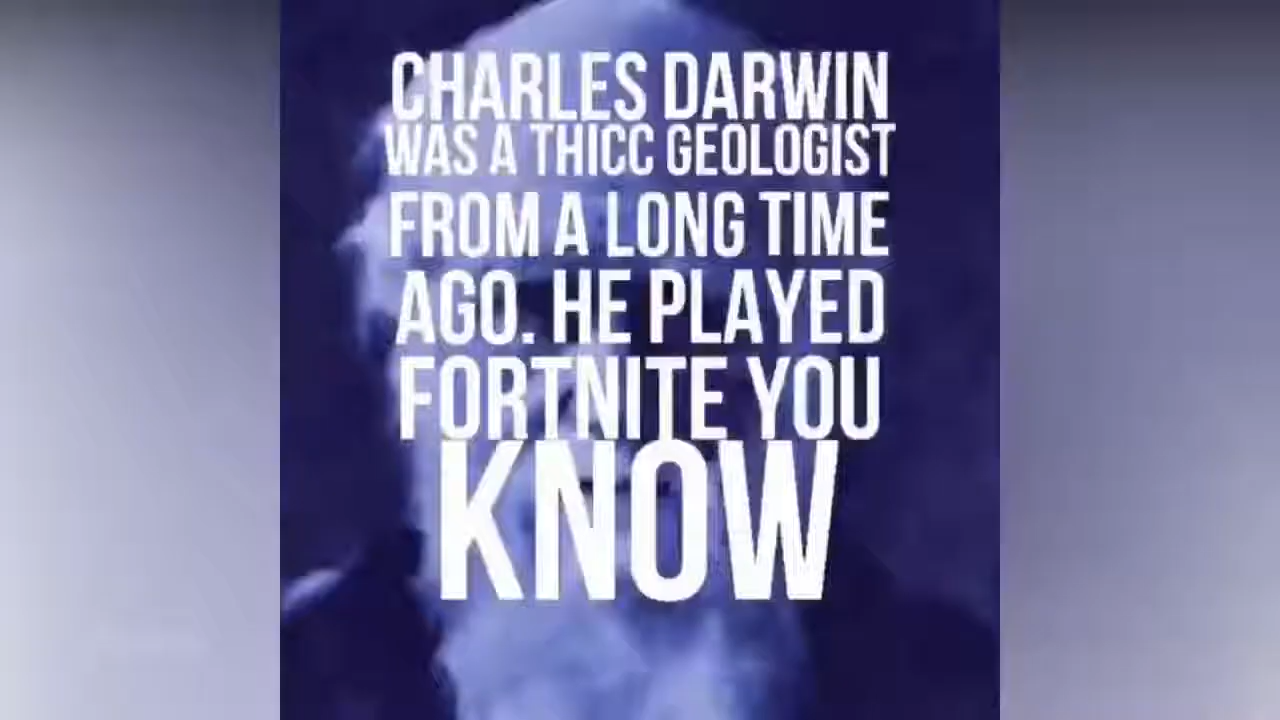 CHARLES DARWIN
WAS A THICC GEOLOGIST
FROM A LONG TIME
AGO. HE PLAYED
FORTNITE YOU
KNOW